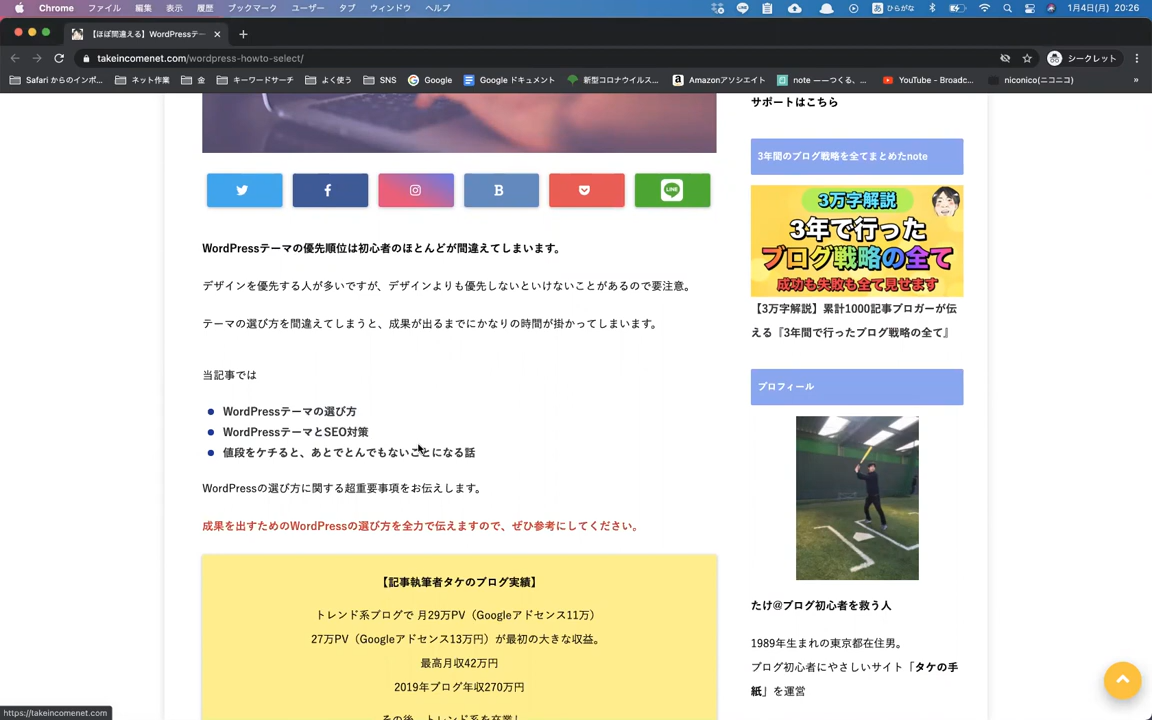 Chrome ファイル 編集 表示 履歴 ブックマーク ユーザー タブ ウィンドウ ヘルプ
あ ひらがな 1月4日(月) 20:26
【ほぼ間違える】WordPressテー
takeincomenet.com/wordpress-howto-select/
シークレット
Safari からのインポ... ネット作業 金 キーワードサーチ よく使う SNS Google Google ドキュメント 新型コロナウイルス... Amazonアソシエイト note ーーつくる、... YouTube - Broadc... niconico(ニコニコ) »
サポートはこちら
3年間のブログ戦略を全てまとめたnote
3万字解説
3年で行った
ブログ戦略の全て
成功も失敗も全て見せます
【3万字解説】累計1000記事ブロガーが伝
える『3年間で行ったブログ戦略の全て』
プロフィール
たけ@ブログ初心者を救う人
1989年生まれの東京都在住男。
ブログ初心者にやさしいサイト「タケの手
紙」を運営
B
LINE
WordPressテーマの優先順位は初心者のほとんどが間違えてしまいます。
デザインを優先する人が多いですが、デザインよりも優先しないといけないことがあるので要注意。
テーマの選び方を間違えてしまうと、成果が出るまでにかなりの時間が掛かってしまいます。
当記事では
WordPressテーマの選び方
WordPressテーマとSEO対策
値段をケチると、あとでとんでもないことになる話
WordPressの選び方に関する超重要事項をお伝えします。
成果を出すためのWordPressの選び方を全力で伝えますので、ぜひ参考にしてください。
【記事執筆者タケのブログ実績】
トレンド系ブログで 月29万PV（Googleアドセンス11万）
27万PV（Googleアドセンス13万円）が最初の大きな収益。
最高月収42万円
2019年ブログ年収270万円
その後、トレンド系を卒業し
https://takeincomenet.com